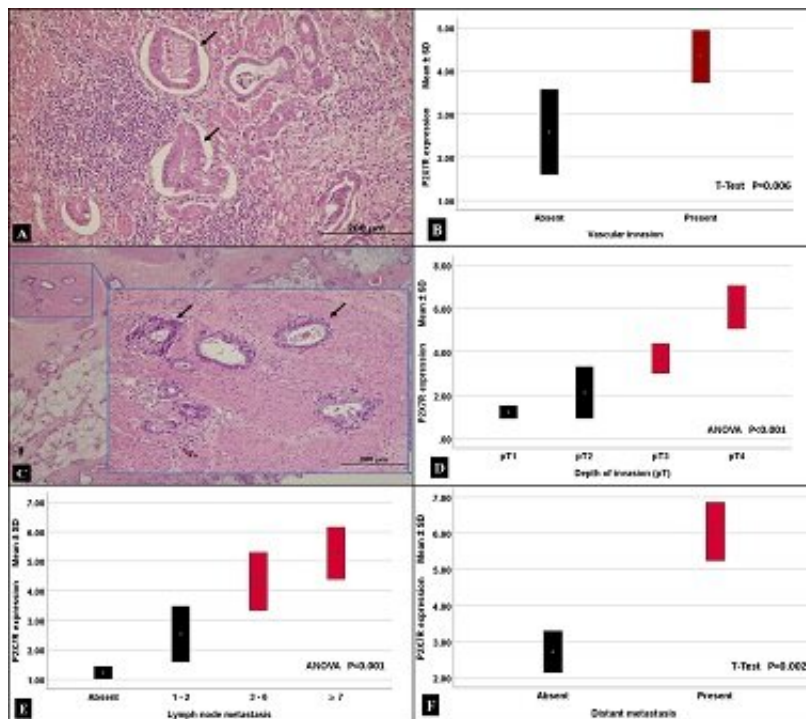 200 µm
A
5.00
4.00
3.00
2.00
1.00
P2X7R expression Mean ± SD
T-Test P=0.006
Absent Present
Vascular invasion
B
C
8.00
6.00
4.00
2.00
.00
P2X7R expression Mean ± SD
ANOVA P<0.001
pT1 pT2 pT3 pT4
Depth of invasion (pT)
D
7.00
6.00
5.00
4.00
3.00
2.00
1.00
P2X7R expression Mean ± SD
ANOVA P<0.001
Absent 1 - 2 ≥ 7
Lymph node metastasis
E
7.00
6.00
5.00
4.00
3.00
2.00
P2X7R expression Mean ± SD
T-Test P=0.002
Absent Present
Distant metastasis
F